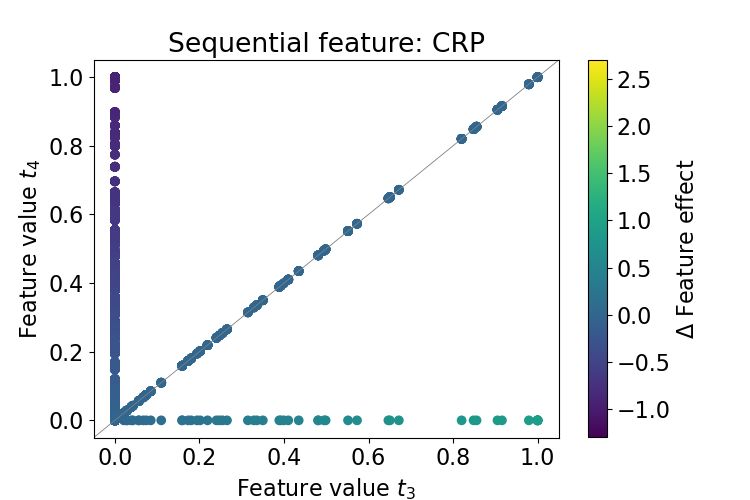 Sequential feature: CRP
1.0
0.8
0.6
0.4
0.2
0.0
Feature value t₄
0.0 0.2 0.4 0.6 0.8 1.0
Feature value t₃
2.5
2.0
1.5
1.0
0.5
0.0
−0.5
−1.0
Δ Feature effect